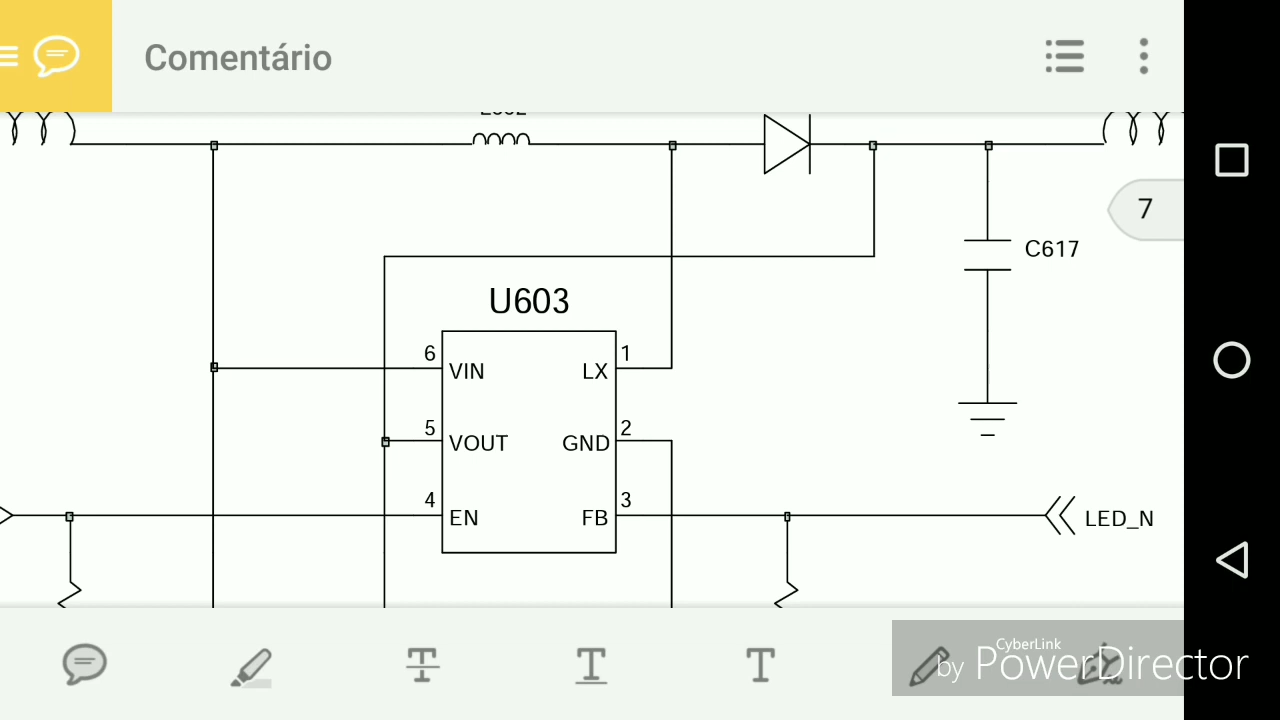 Comentário
7
C617
U603
6
1
VIN
LX
5
2
VOUT
GND
4
3
EN
FB
LED_N
CyberLink
by PowerDirector